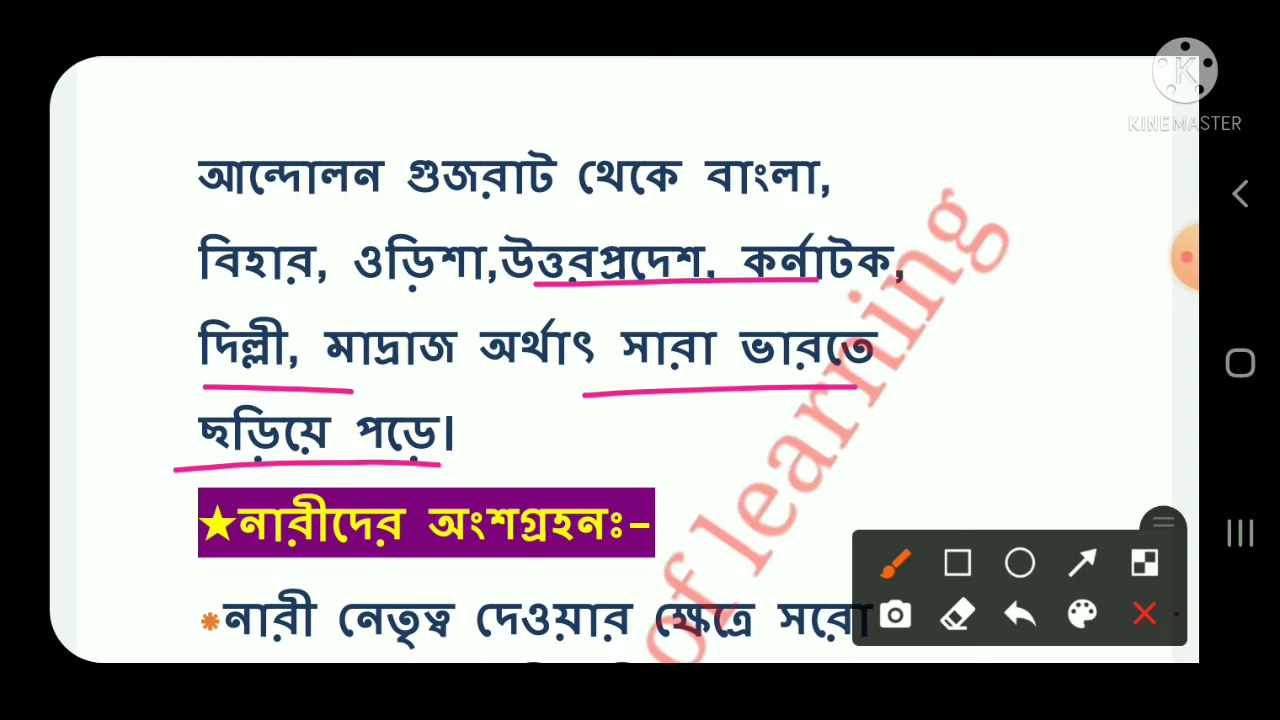 আন্দোলন গুজরাট থেকে বাংলা,
বিহার, ওড়িশা,উত্তরপ্রদেশ, কর্নাটক,
দিল্লী, মাদ্রাজ অর্থাৎ সারা ভারতে
ছড়িয়ে পড়ে।
★নারীদের অংশগ্রহনঃ-
নারী নেতৃত্ব দেওয়ার ক্ষেত্রে সরো
of learning
K
KINEMASTER